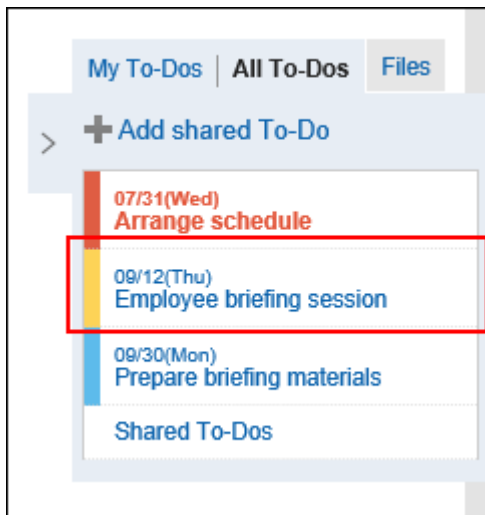 My To-Dos | All To-Dos Files
Add shared To-Do
07/31(Wed)
Arrange schedule
09/12(Thu)
Employee briefing session
09/30(Mon)
Prepare briefing materials
Shared To-Dos